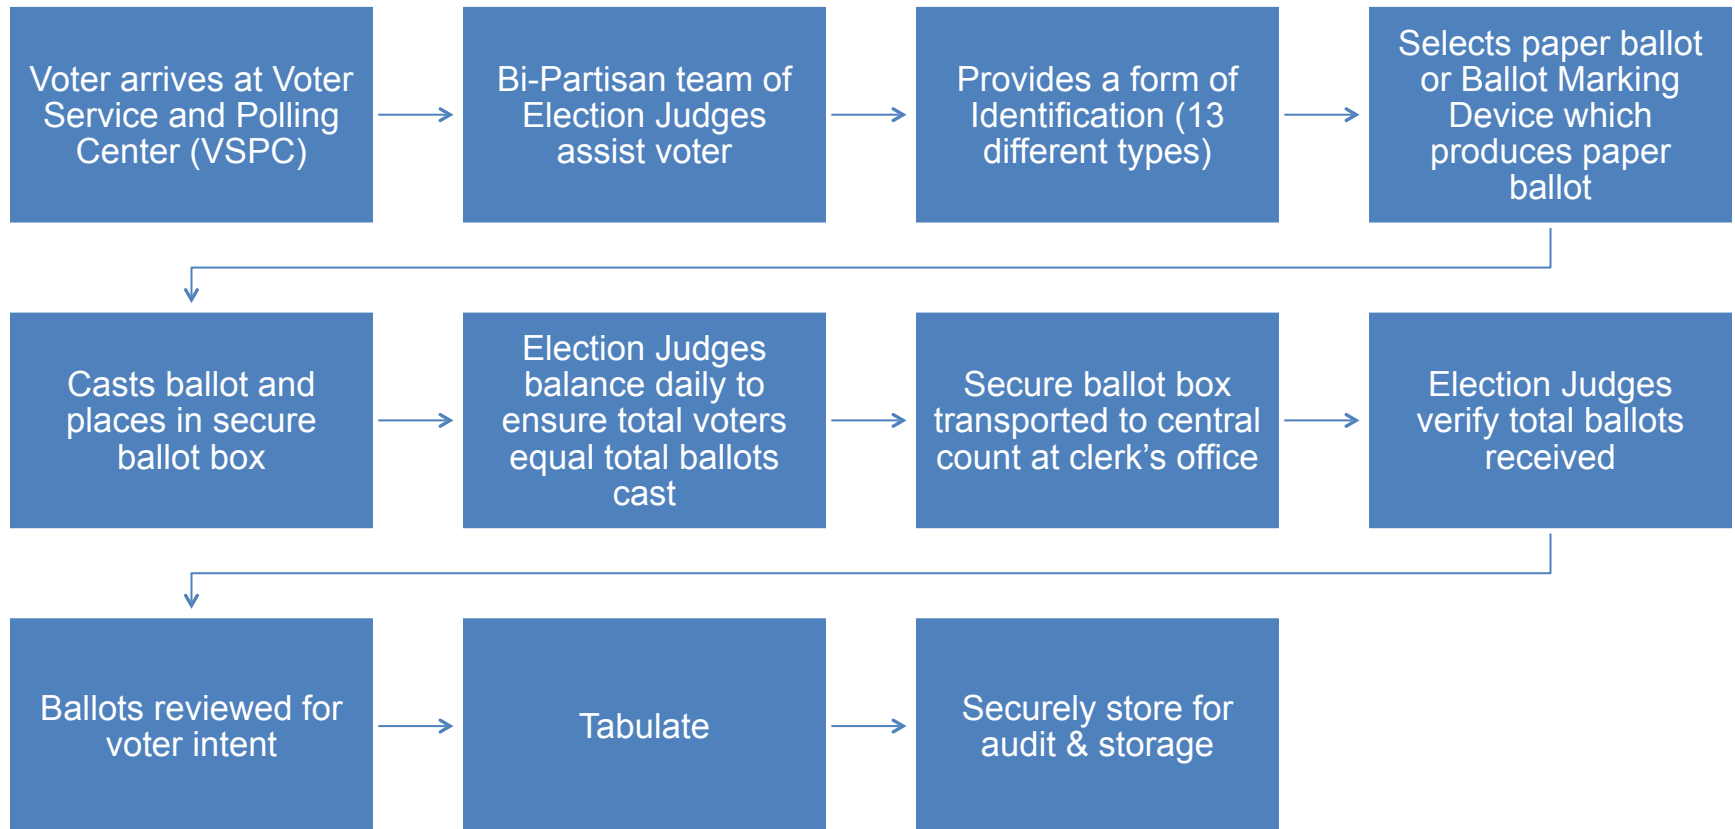 Voter arrives at Voter
Service and Polling
Center (VSPC)
Bi-Partisan team of
Election Judges
assist voter
Provides a form of
Identification (13
different types)
Selects paper ballot
or Ballot Marking
Device which
produces paper
ballot
Casts ballot and
places in secure
ballot box
Election Judges
balance daily to
ensure total voters
equal total ballots
cast
Secure ballot box
transported to central
count at clerk’s office
Election Judges
verify total ballots
received
Ballots reviewed for
voter intent
Tabulate
Securely store for
audit & storage